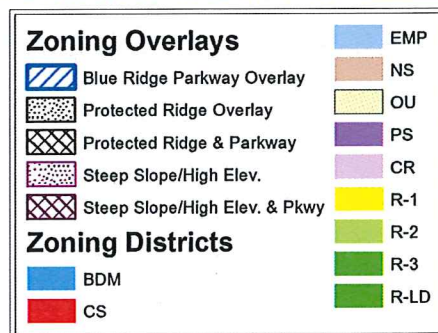 Zoning Overlays
Blue Ridge Parkway Overlay
Protected Ridge Overlay
Protected Ridge & Parkway
Steep Slope/High Elev.
Steep Slope/High Elev. & Pkwy
Zoning Districts
BDM
CS
EMP
NS
OU
PS
CR
R-1
R-2
R-3
R-LD